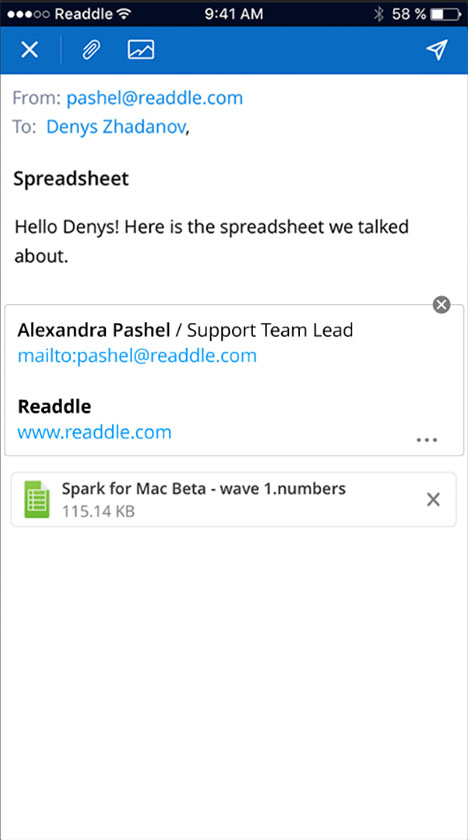 Readdle 9:41 AM 58 %
From: pashel@readdle.com
To: Denys Zhadanov,
Spreadsheet
Hello Denys! Here is the spreadsheet we talked
about.
Alexandra Pashel / Support Team Lead
mailto:pashel@readdle.com
Readdle
www.readdle.com
Spark for Mac Beta - wave 1.numbers
115.14 KB